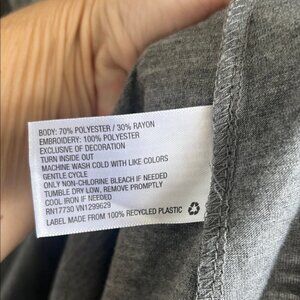 BODY: 70% POLYESTER / 30% RAYON
EMBROIDERY: 100% POLYESTER
EXCLUSIVE OF DECORATION
TURN INSIDE OUT
MACHINE WASH COLD WITH LIKE COLORS
GENTLE CYCLE
ONLY NON-CHLORINE BLEACH IF NEEDED
TUMBLE DRY LOW, REMOVE PROMPTLY
COOL IRON IF NEEDED
RN17730 VN1299629
LABEL MADE FROM 100% RECYCLED PLASTIC